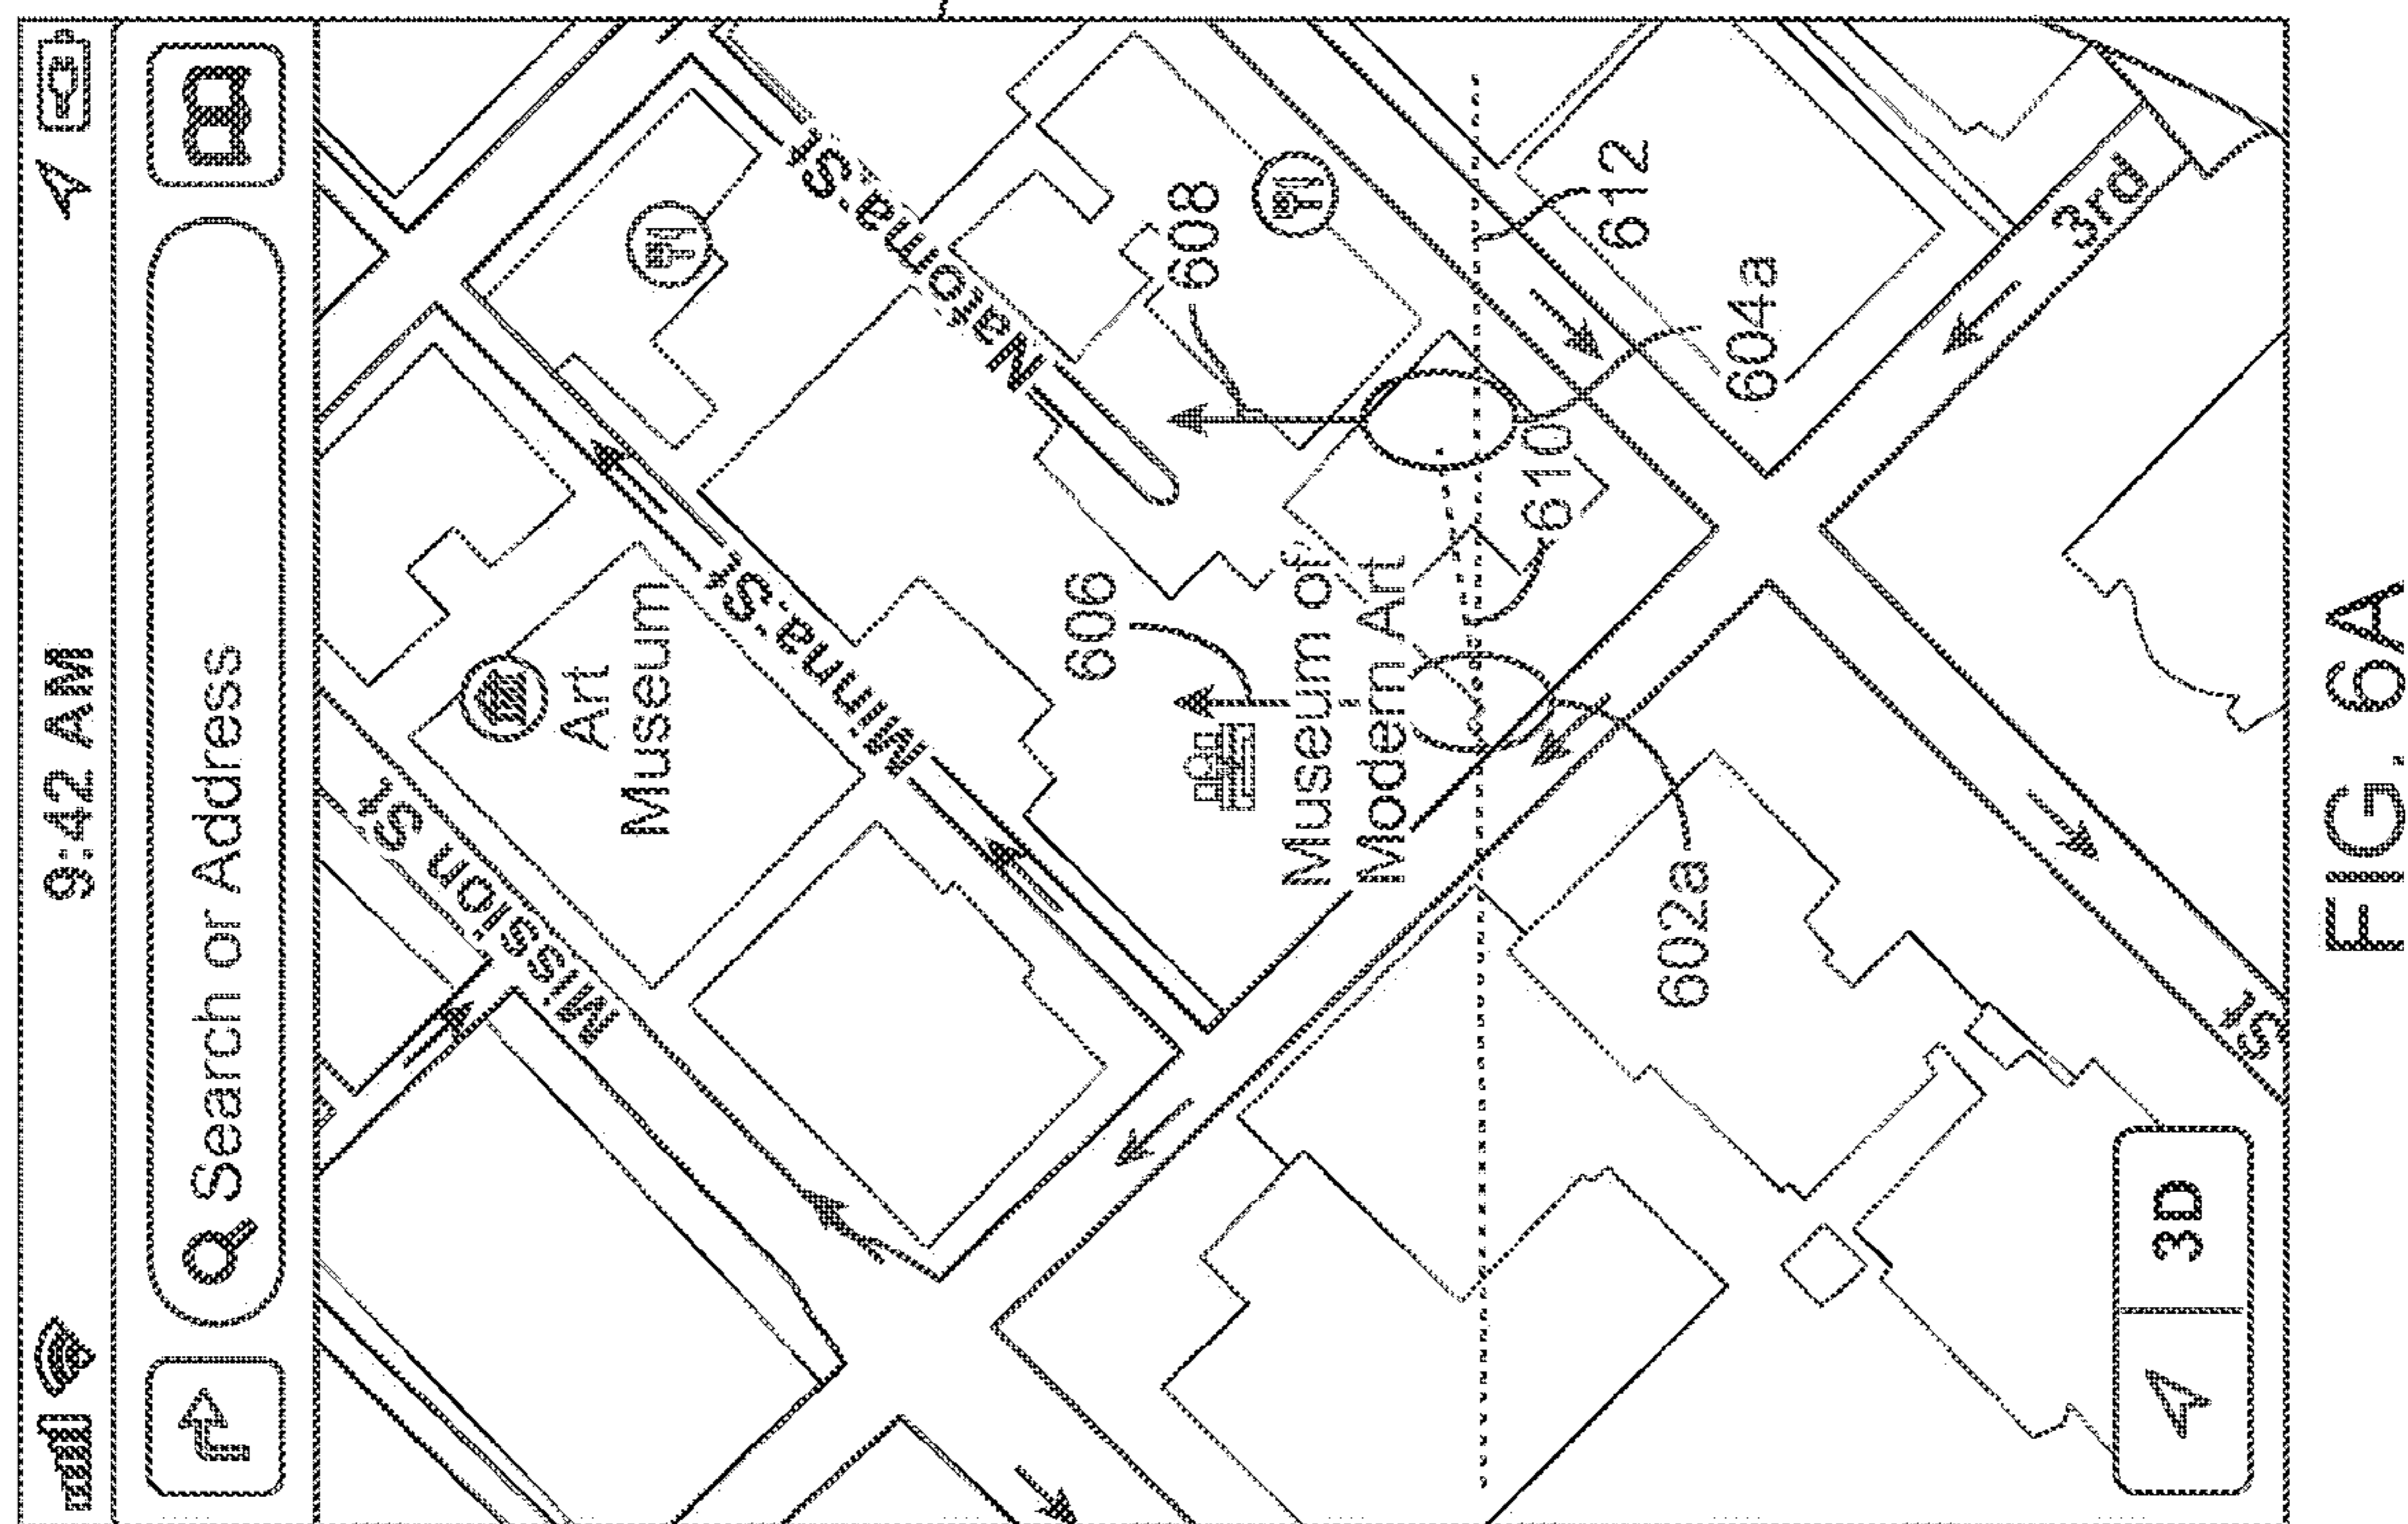 9:42 AM
Search or Address
Mission St
Art
Museum
Minna St
Natoma St
606
608
Museum of
Modern Art
610
612
602a
604a
3rd
St
3D
FIG. 6A